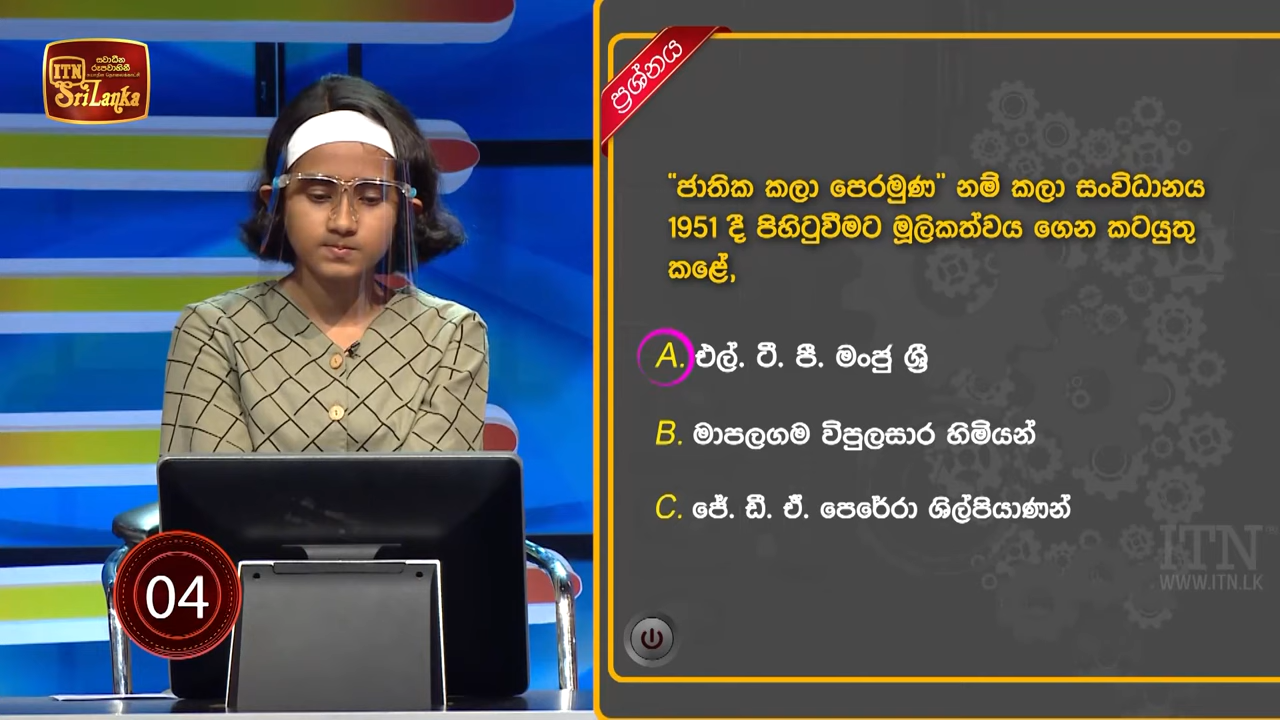 ITN
ස්වාධීන
රූපවාහිනී
Sri Lanka
ප්‍රශ්නය
"ජාතික කලා පෙරමුණ" නම් කලා සංවිධානය
1951 දී පිහිටුවීමට මූලිකත්වය ගෙන කටයුතු
කළේ,
A. එල්. ටී. පී. මංජු ශ්‍රී
B. මාපලගම විපුලසාර හිමියන්
C. ජේ. ඩී. ඒ. පෙරේරා ශිල්පියාණන්
04
ITN
WWW.ITN.LK